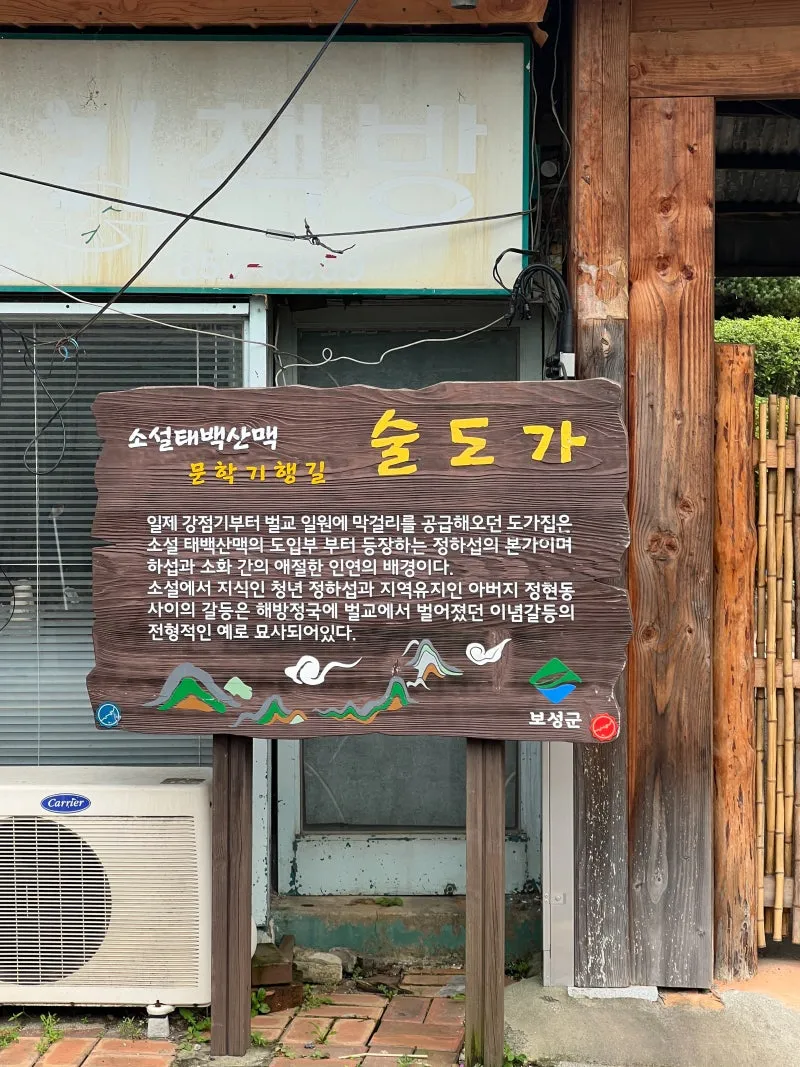 책방
소설태백산맥
문학기행길
술도가
일제 강점기부터 벌교 일원에 막걸리를 공급해오던 도가집은
소설 태백산맥의 도입부 부터 등장하는 정하섭의 본가이며
하섭과 소화 간의 애절한 인연의 배경이다.
소설에서 지식인 청년 정하섭과 지역유지인 아버지 정현동
사이의 갈등은 해방정국에 벌교에서 벌어졌던 이념갈등의
전형적인 예로 묘사되어있다.
보성군
Carrier